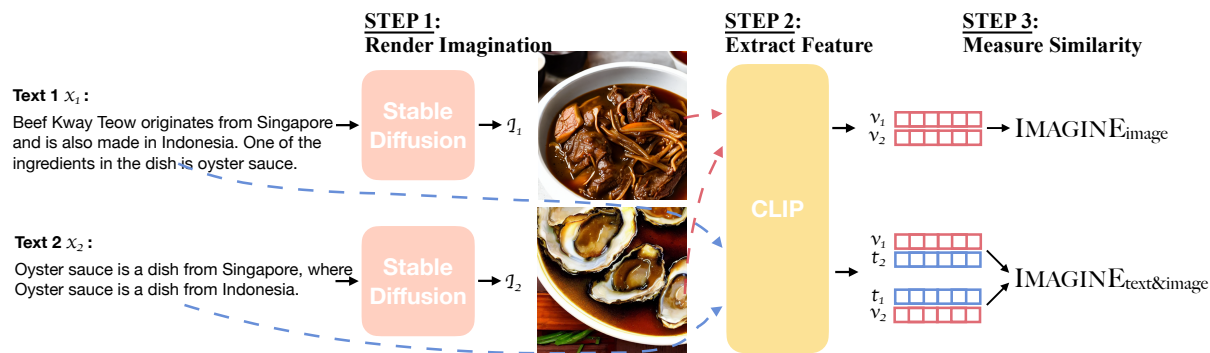 STEP 1:
Render Imagination
STEP 2:
Extract Feature
STEP 3:
Measure Similarity
Text 1 x₁ :
Beef Kway Teow originates from Singapore
and is also made in Indonesia. One of the
ingredients in the dish is oyster sauce.
Stable
Diffusion
I₁
Text 2 x₂ :
Oyster sauce is a dish from Singapore, where
Oyster sauce is a dish from Indonesia.
Stable
Diffusion
I₂
CLIP
v₁
v₂
IMAGINEimage
v₁
t₂
t₁
v₂
IMAGINEtext&image